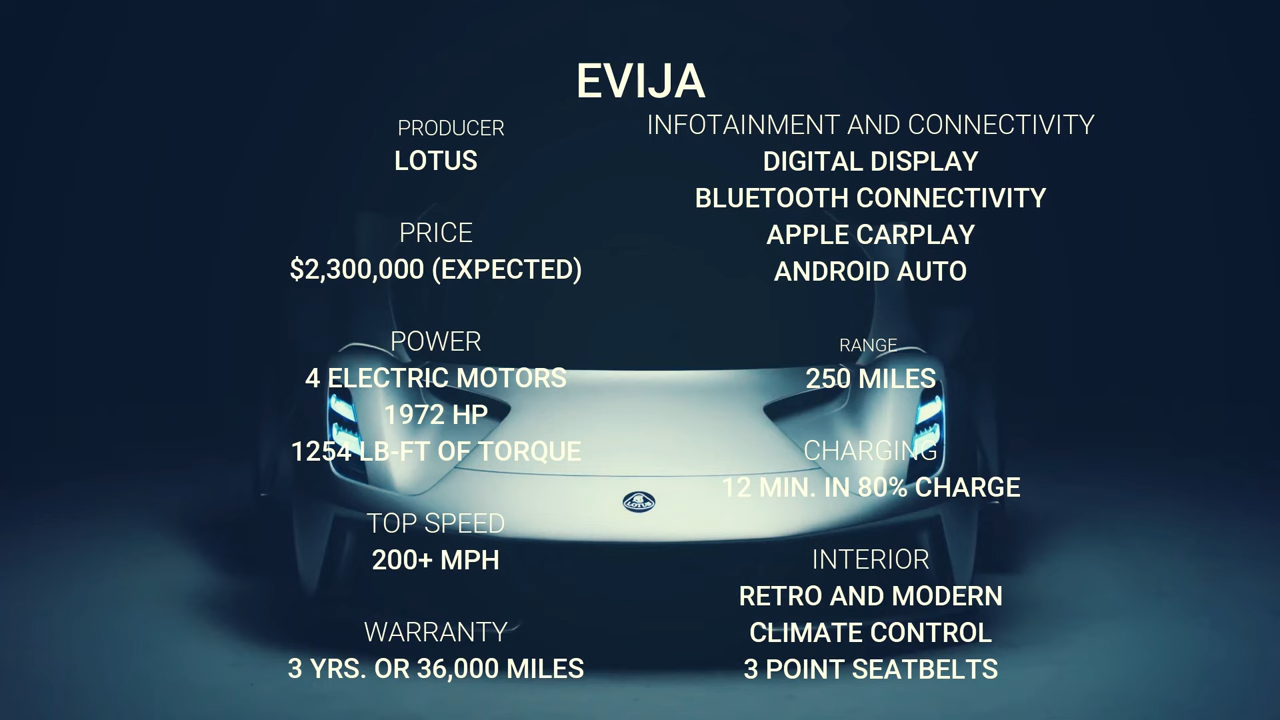 EVIJA
PRODUCER
LOTUS
PRICE
$2,300,000 (EXPECTED)
POWER
4 ELECTRIC MOTORS
1972 HP
1254 LB-FT OF TORQUE
TOP SPEED
200+ MPH
WARRANTY
3 YRS. OR 36,000 MILES
INFOTAINMENT AND CONNECTIVITY
DIGITAL DISPLAY
BLUETOOTH CONNECTIVITY
APPLE CARPLAY
ANDROID AUTO
RANGE
250 MILES
CHARGING
12 MIN. IN 80% CHARGE
INTERIOR
RETRO AND MODERN
CLIMATE CONTROL
3 POINT SEATBELTS
LOTUS